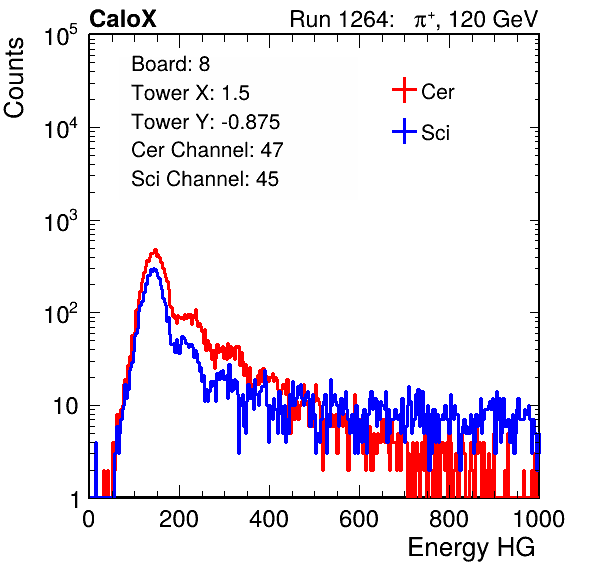 CaloX Run 1264: π⁺, 120 GeV
Counts
Board: 8
Tower X: 1.5
Tower Y: -0.875
Cer Channel: 47
Sci Channel: 45
Cer
Sci
10⁵
10⁴
10³
10²
10
1
0 200 400 600 800 1000
Energy HG